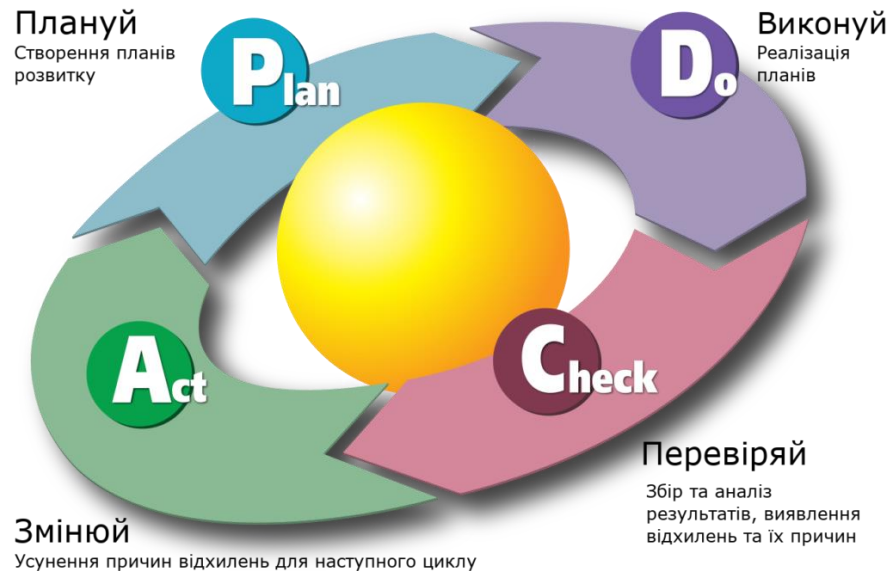 Плануй
Створення планів
розвитку
Plan
Do
Виконуй
Реалізація
планів
Act
Check
Перевіряй
Збір та аналіз
результатів, виявлення
відхилень та їх причин
Змінюй
Усунення причин відхилень для наступного циклу